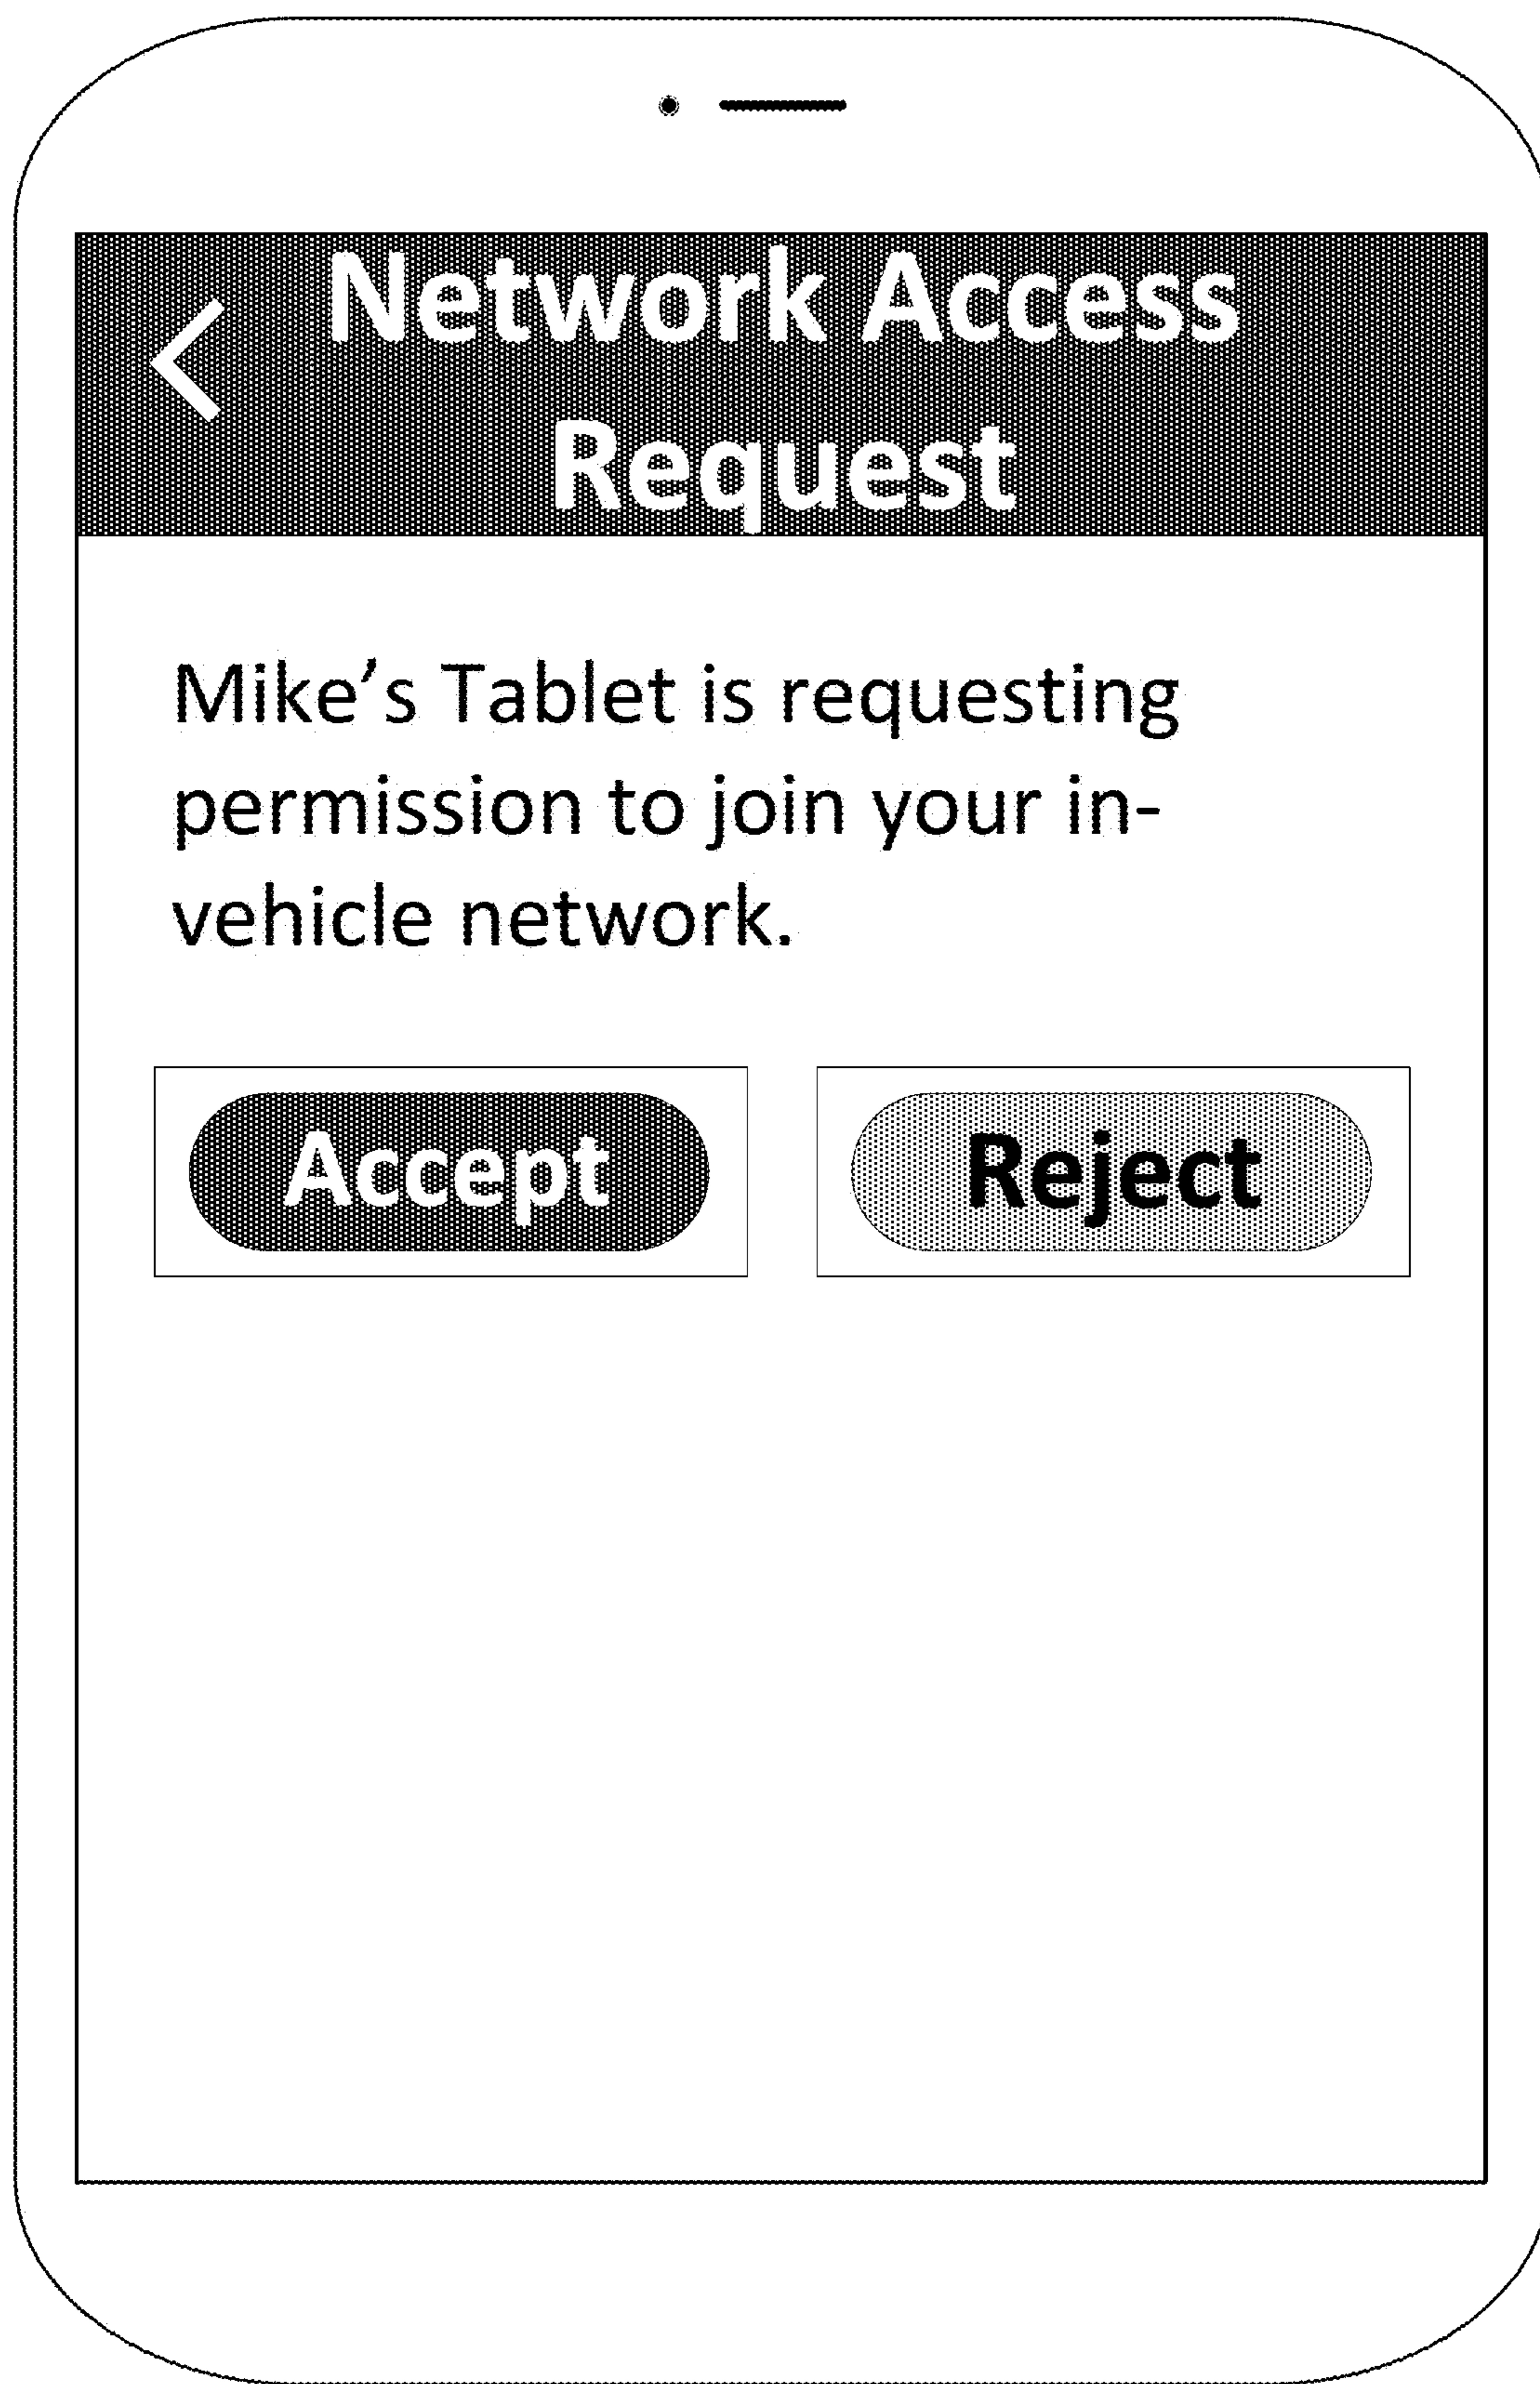 Network Access
Request
Mike’s Tablet is requesting
permission to join your in-
vehicle network.
Accept
Reject